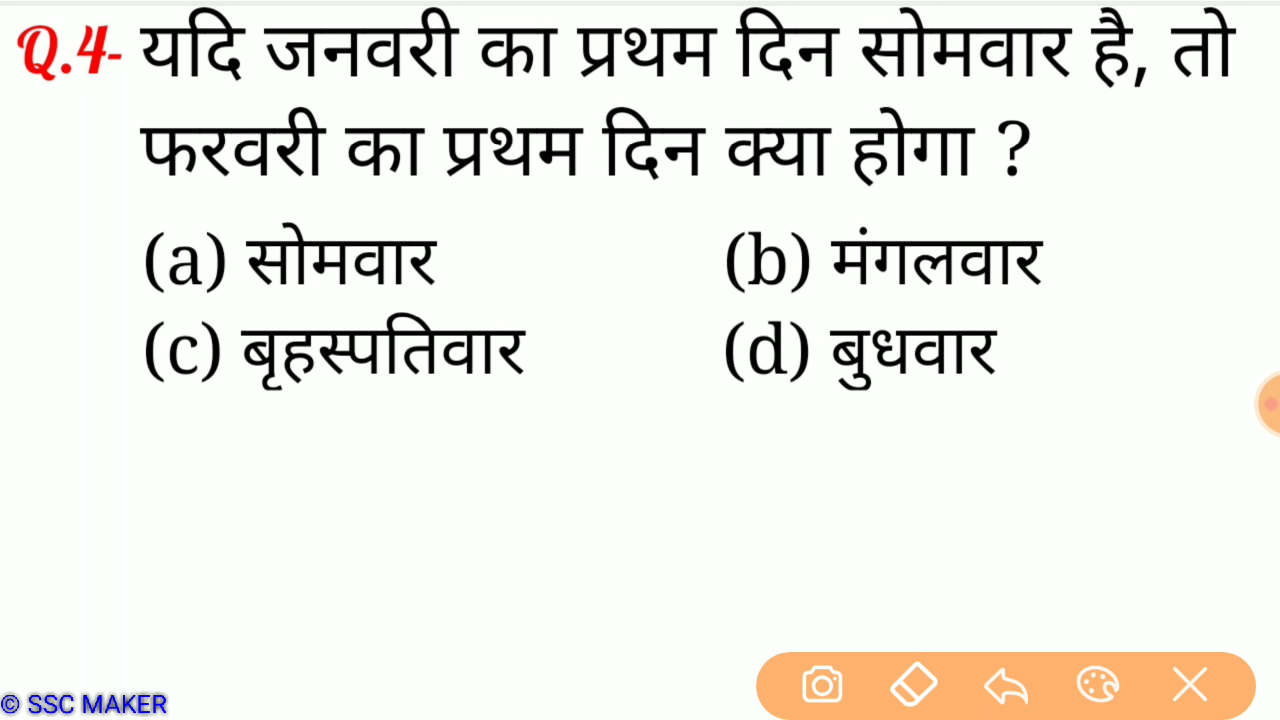 Q.4- यदि जनवरी का प्रथम दिन सोमवार है, तो
फरवरी का प्रथम दिन क्या होगा ?
(a) सोमवार (b) मंगलवार
(c) बृहस्पतिवार (d) बुधवार
© SSC MAKER